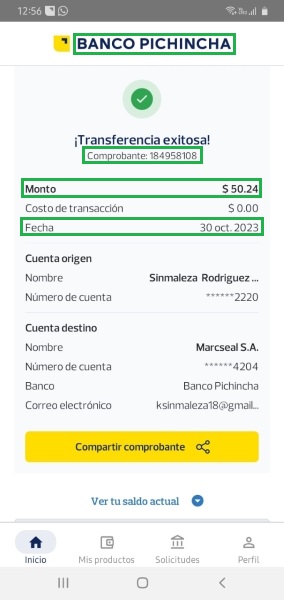 12:56
BANCO PICHINCHA
¡Transferencia exitosa!
Comprobante: 184958108
Monto $ 50.24
Costo de transacción $ 0.00
Fecha 30 oct. 2023
Cuenta origen
Nombre Sinmaleza Rodriguez ...
Número de cuenta ******2220
Cuenta destino
Nombre Marcseal S.A.
Número de cuenta ******4204
Banco Banco Pichincha
Correo electrónico ksinmaleza18@gmail...
Compartir comprobante
Ver tu saldo actual
Inicio Mis productos Solicitudes Perfil